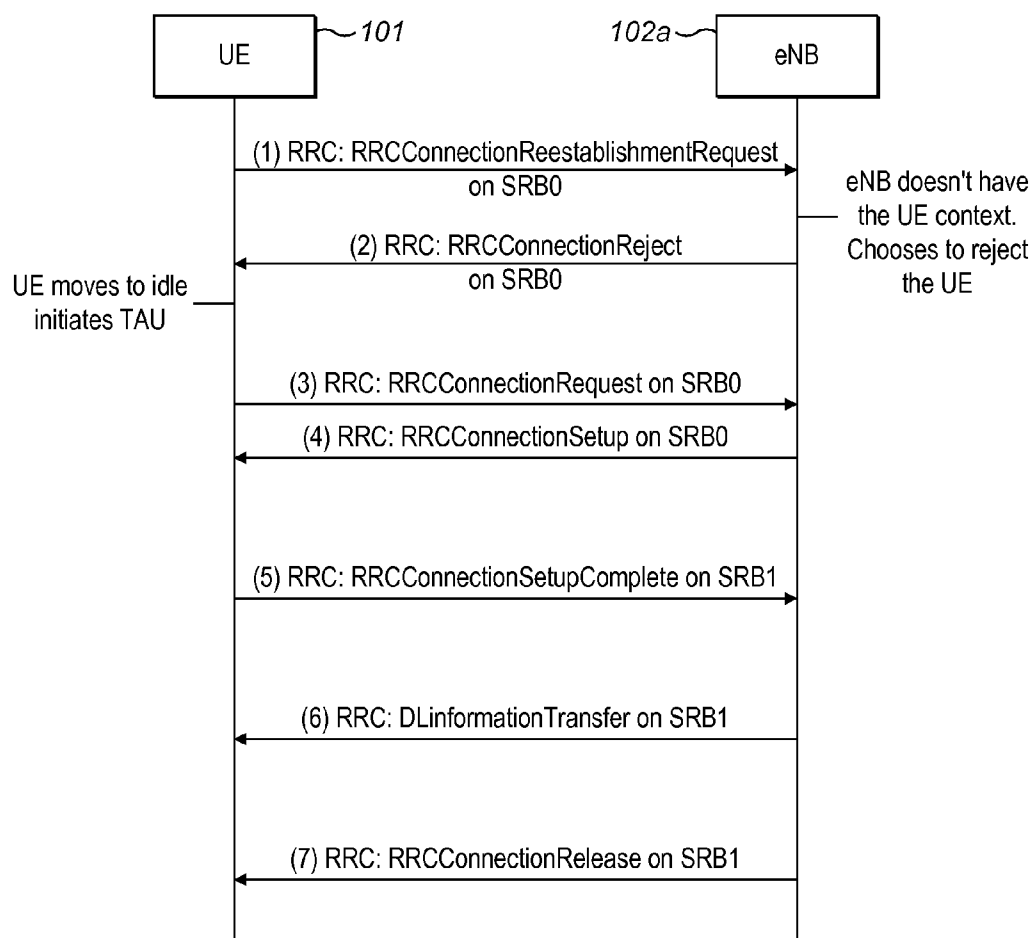 101
UE
102a
eNB
(1) RRC: RRCConnectionReestablishmentRequest
on SRB0
eNB doesn't have
the UE context.
Chooses to reject
the UE
(2) RRC: RRCConnectionReject
on SRB0
UE moves to idle
initiates TAU
(3) RRC: RRCConnectionRequest on SRB0
(4) RRC: RRCConnectionSetup on SRB0
(5) RRC: RRCConnectionSetupComplete on SRB1
(6) RRC: DLinformationTransfer on SRB1
(7) RRC: RRCConnectionRelease on SRB1